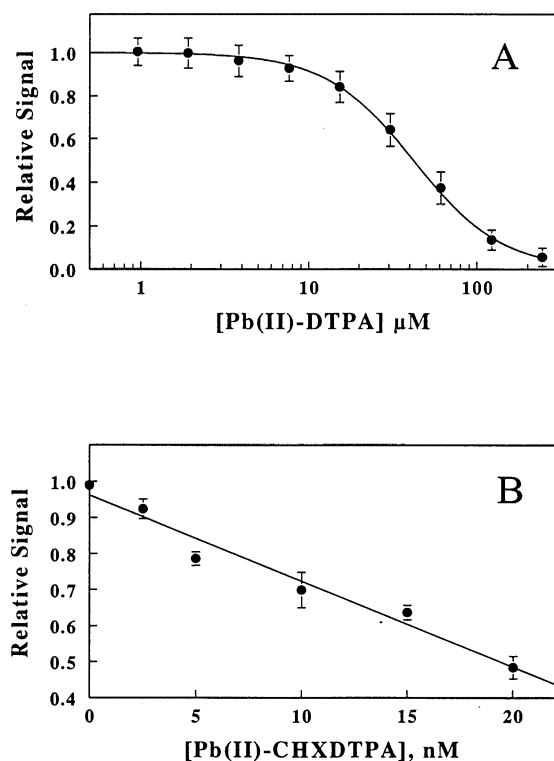 A
Relative Signal
1.0
0.8
0.6
0.4
0.2
0.0
1 10 100
[Pb(II)-DTPA] µM
B
Relative Signal
1.0
0.9
0.8
0.7
0.6
0.5
0.4
0 5 10 15 20
[Pb(II)-CHXDTPA], nM